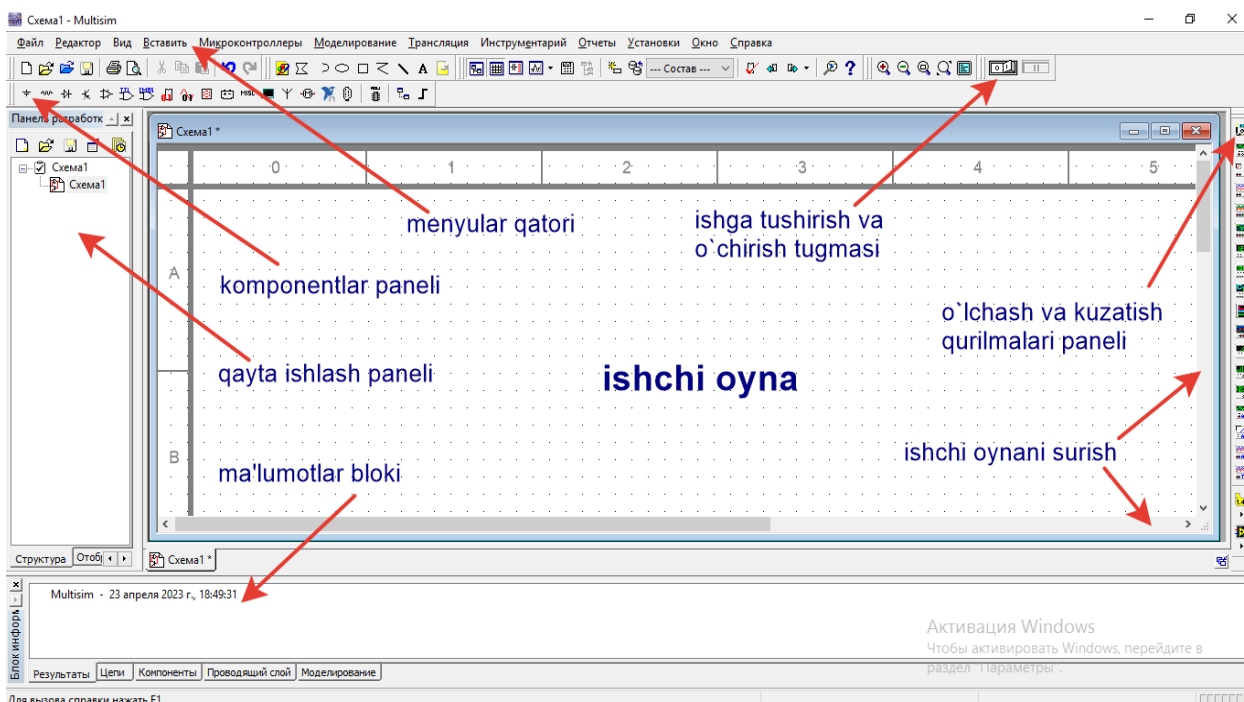 Схема1 - Multisim
Файл Редактор Вид Вставить Микроконтроллеры Моделирование Трансляция Инструментарий Отчеты Установки Окно Справка
A --- Состав --- ?
MISC
Панель разработк
Схема1 *
Схема1
Схема1
0 1 2 3 4 5
menyular qatori
ishga tushirish va
o`chirish tugmasi
A
komponentlar paneli
o`lchash va kuzatish
qurilmalari paneli
qayta ishlash paneli
ishchi oyna
B
ishchi oynani surish
ma'lumotlar bloki
Структура Отоб
Схема1 *
Multisim - 23 апреля 2023 г., 18:49:31
Блок информ
Активация Windows
Чтобы активировать Windows, перейдите в
раздел "Параметры".
Результаты Цепи Компоненты Проводящий слой Моделирование
Для вызова справки нажать F1